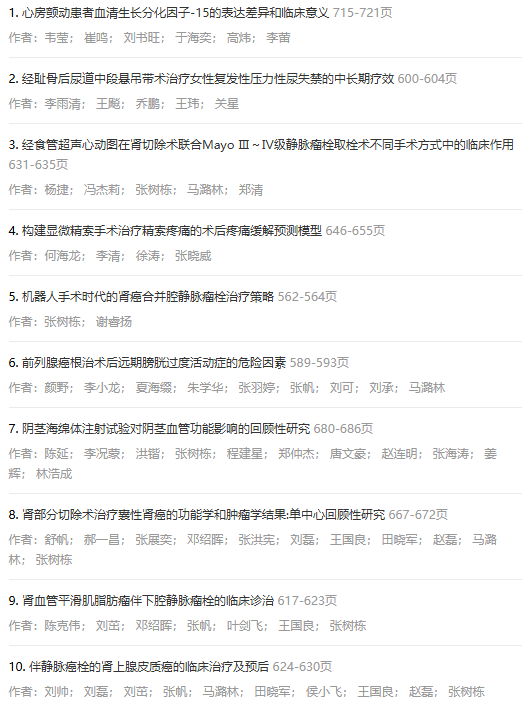 1. 心房颤动患者血清生长分化因子-15的表达差异和临床意义 715-721页
作者：韦莹； 崔鸣； 刘书旺； 于海奕； 高炜； 李蕾
2. 经耻骨后尿道中段悬吊带术治疗女性复发性压力性尿失禁的中长期疗效 600-604页
作者：李雨清； 王飚； 乔鹏； 王玮； 关星
3. 经食管超声心动图在肾切除术联合Mayo Ⅲ～Ⅳ级静脉瘤栓取栓术不同手术方式中的临床作用
631-635页
作者：杨捷； 冯杰莉； 张树栋； 马潞林； 郑清
4. 构建显微精索手术治疗精索疼痛的术后疼痛缓解预测模型 646-655页
作者：何海龙； 李清； 徐涛； 张晓威
5. 机器人手术时代的肾癌合并腔静脉瘤栓治疗策略 562-564页
作者：张树栋； 谢睿扬
6. 前列腺癌根治术后远期膀胱过度活动症的危险因素 589-593页
作者：颜野； 李小龙； 夏海缀； 朱学华； 张羽婷； 张帆； 刘可； 刘承； 马潞林
7. 阴茎海绵体注射试验对阴茎血管功能影响的回顾性研究 680-686页
作者：陈延； 李况蒙； 洪锴； 张树栋； 程建星； 郑仲杰； 唐文豪； 赵连明； 张海涛； 姜
辉； 林浩成
8. 肾部分切除术治疗囊性肾癌的功能学和肿瘤学结果:单中心回顾性研究 667-672页
作者：舒帆； 郝一昌； 张展奕； 邓绍晖； 张洪宪； 刘磊； 王国良； 田晓军； 赵磊； 马潞
林； 张树栋
9. 肾血管平滑肌脂肪瘤伴下腔静脉瘤栓的临床诊治 617-623页
作者：陈克伟； 刘茁； 邓绍晖； 张帆； 叶剑飞； 王国良； 张树栋
10. 伴静脉癌栓的肾上腺皮质癌的临床治疗及预后 624-630页
作者：刘帅； 刘磊； 刘茁； 张帆； 马潞林； 田晓军； 侯小飞； 王国良； 赵磊； 张树栋